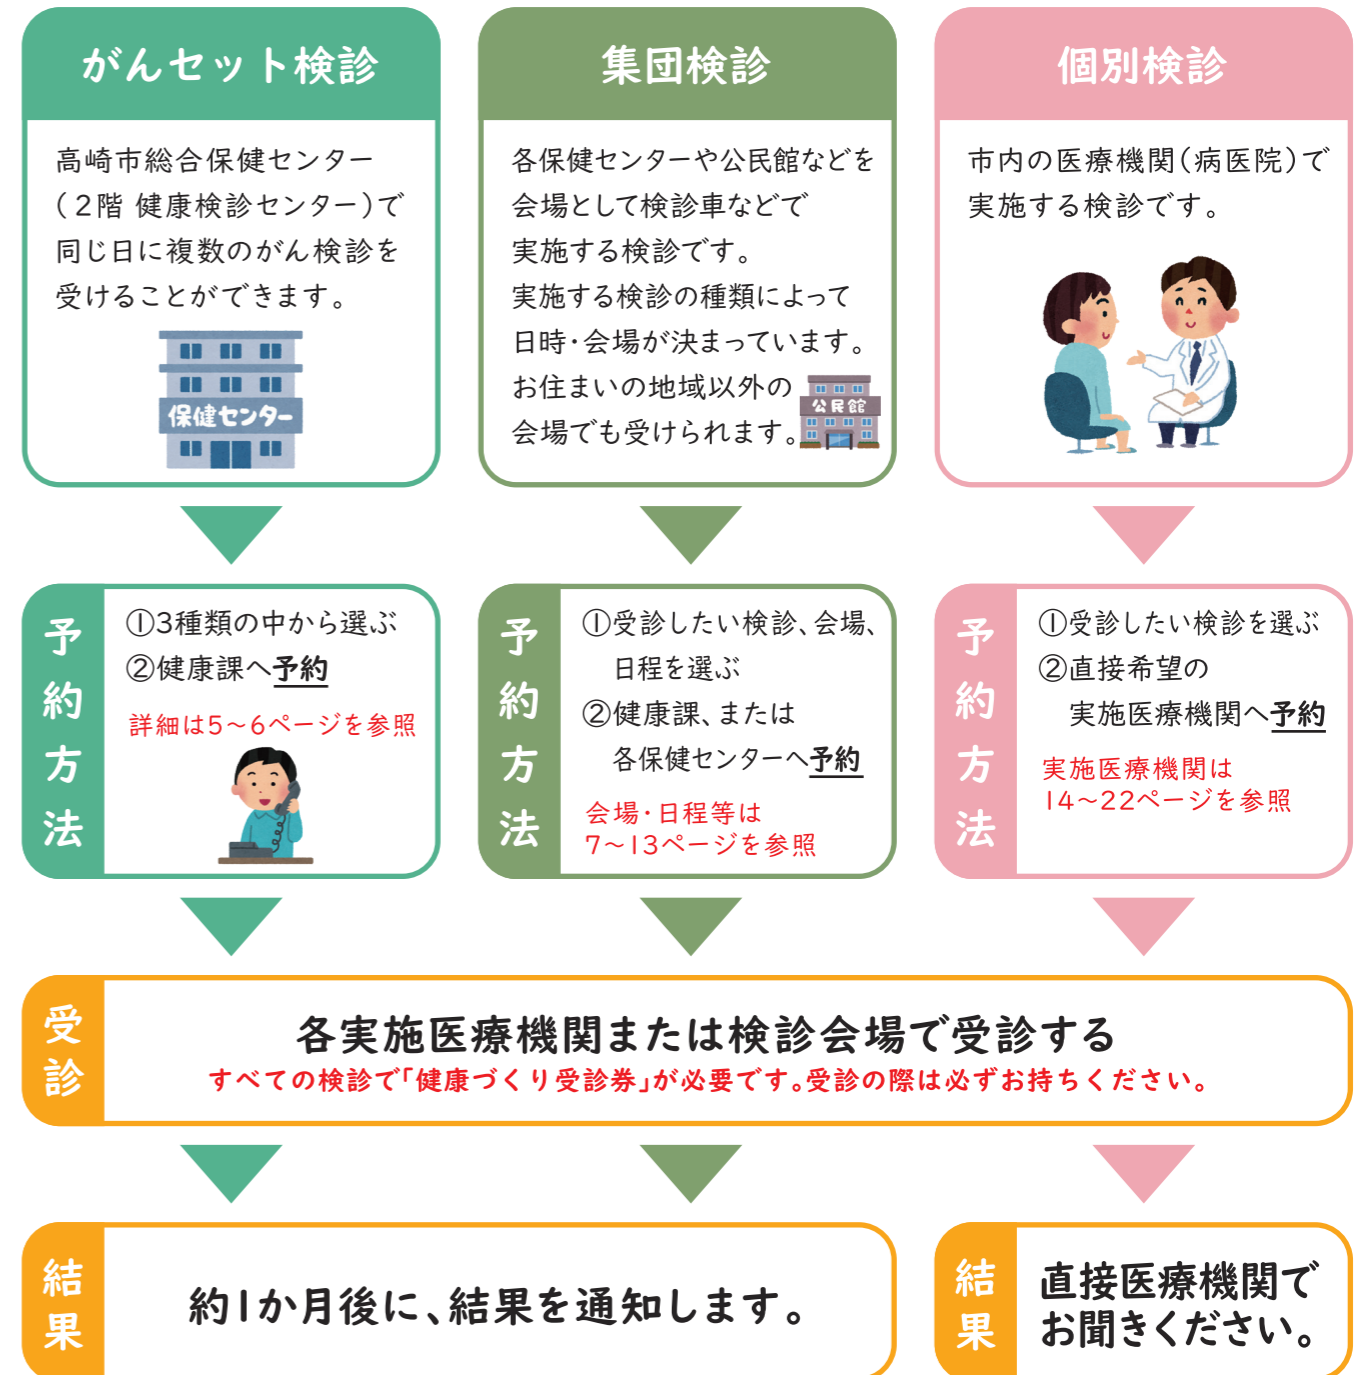 がんセット検診
高崎市総合保健センター
（2階 健康検診センター）で
同じ日に複数のがん検診を
受けることができます。
保健センター
集団検診
各保健センターや公民館などを
会場として検診車などで
実施する検診です。
実施する検診の種類によって
日時・会場が決まっています。
お住まいの地域以外の
会場でも受けられます。
公民館
個別検診
市内の医療機関（病医院）で
実施する検診です。
予約方法
①3種類の中から選ぶ
②健康課へ予約
詳細は5～6ページを参照
予約方法
①受診したい検診、会場、
日程を選ぶ
②健康課、または
各保健センターへ予約
会場・日程等は
7～13ページを参照
予約方法
①受診したい検診を選ぶ
②直接希望の
実施医療機関へ予約
実施医療機関は
14～22ページを参照
受診
各実施医療機関または検診会場で受診する
すべての検診で「健康づくり受診券」が必要です。受診の際は必ずお持ちください。
結果
約1か月後に、結果を通知します。
結果
直接医療機関で
お聞きください。